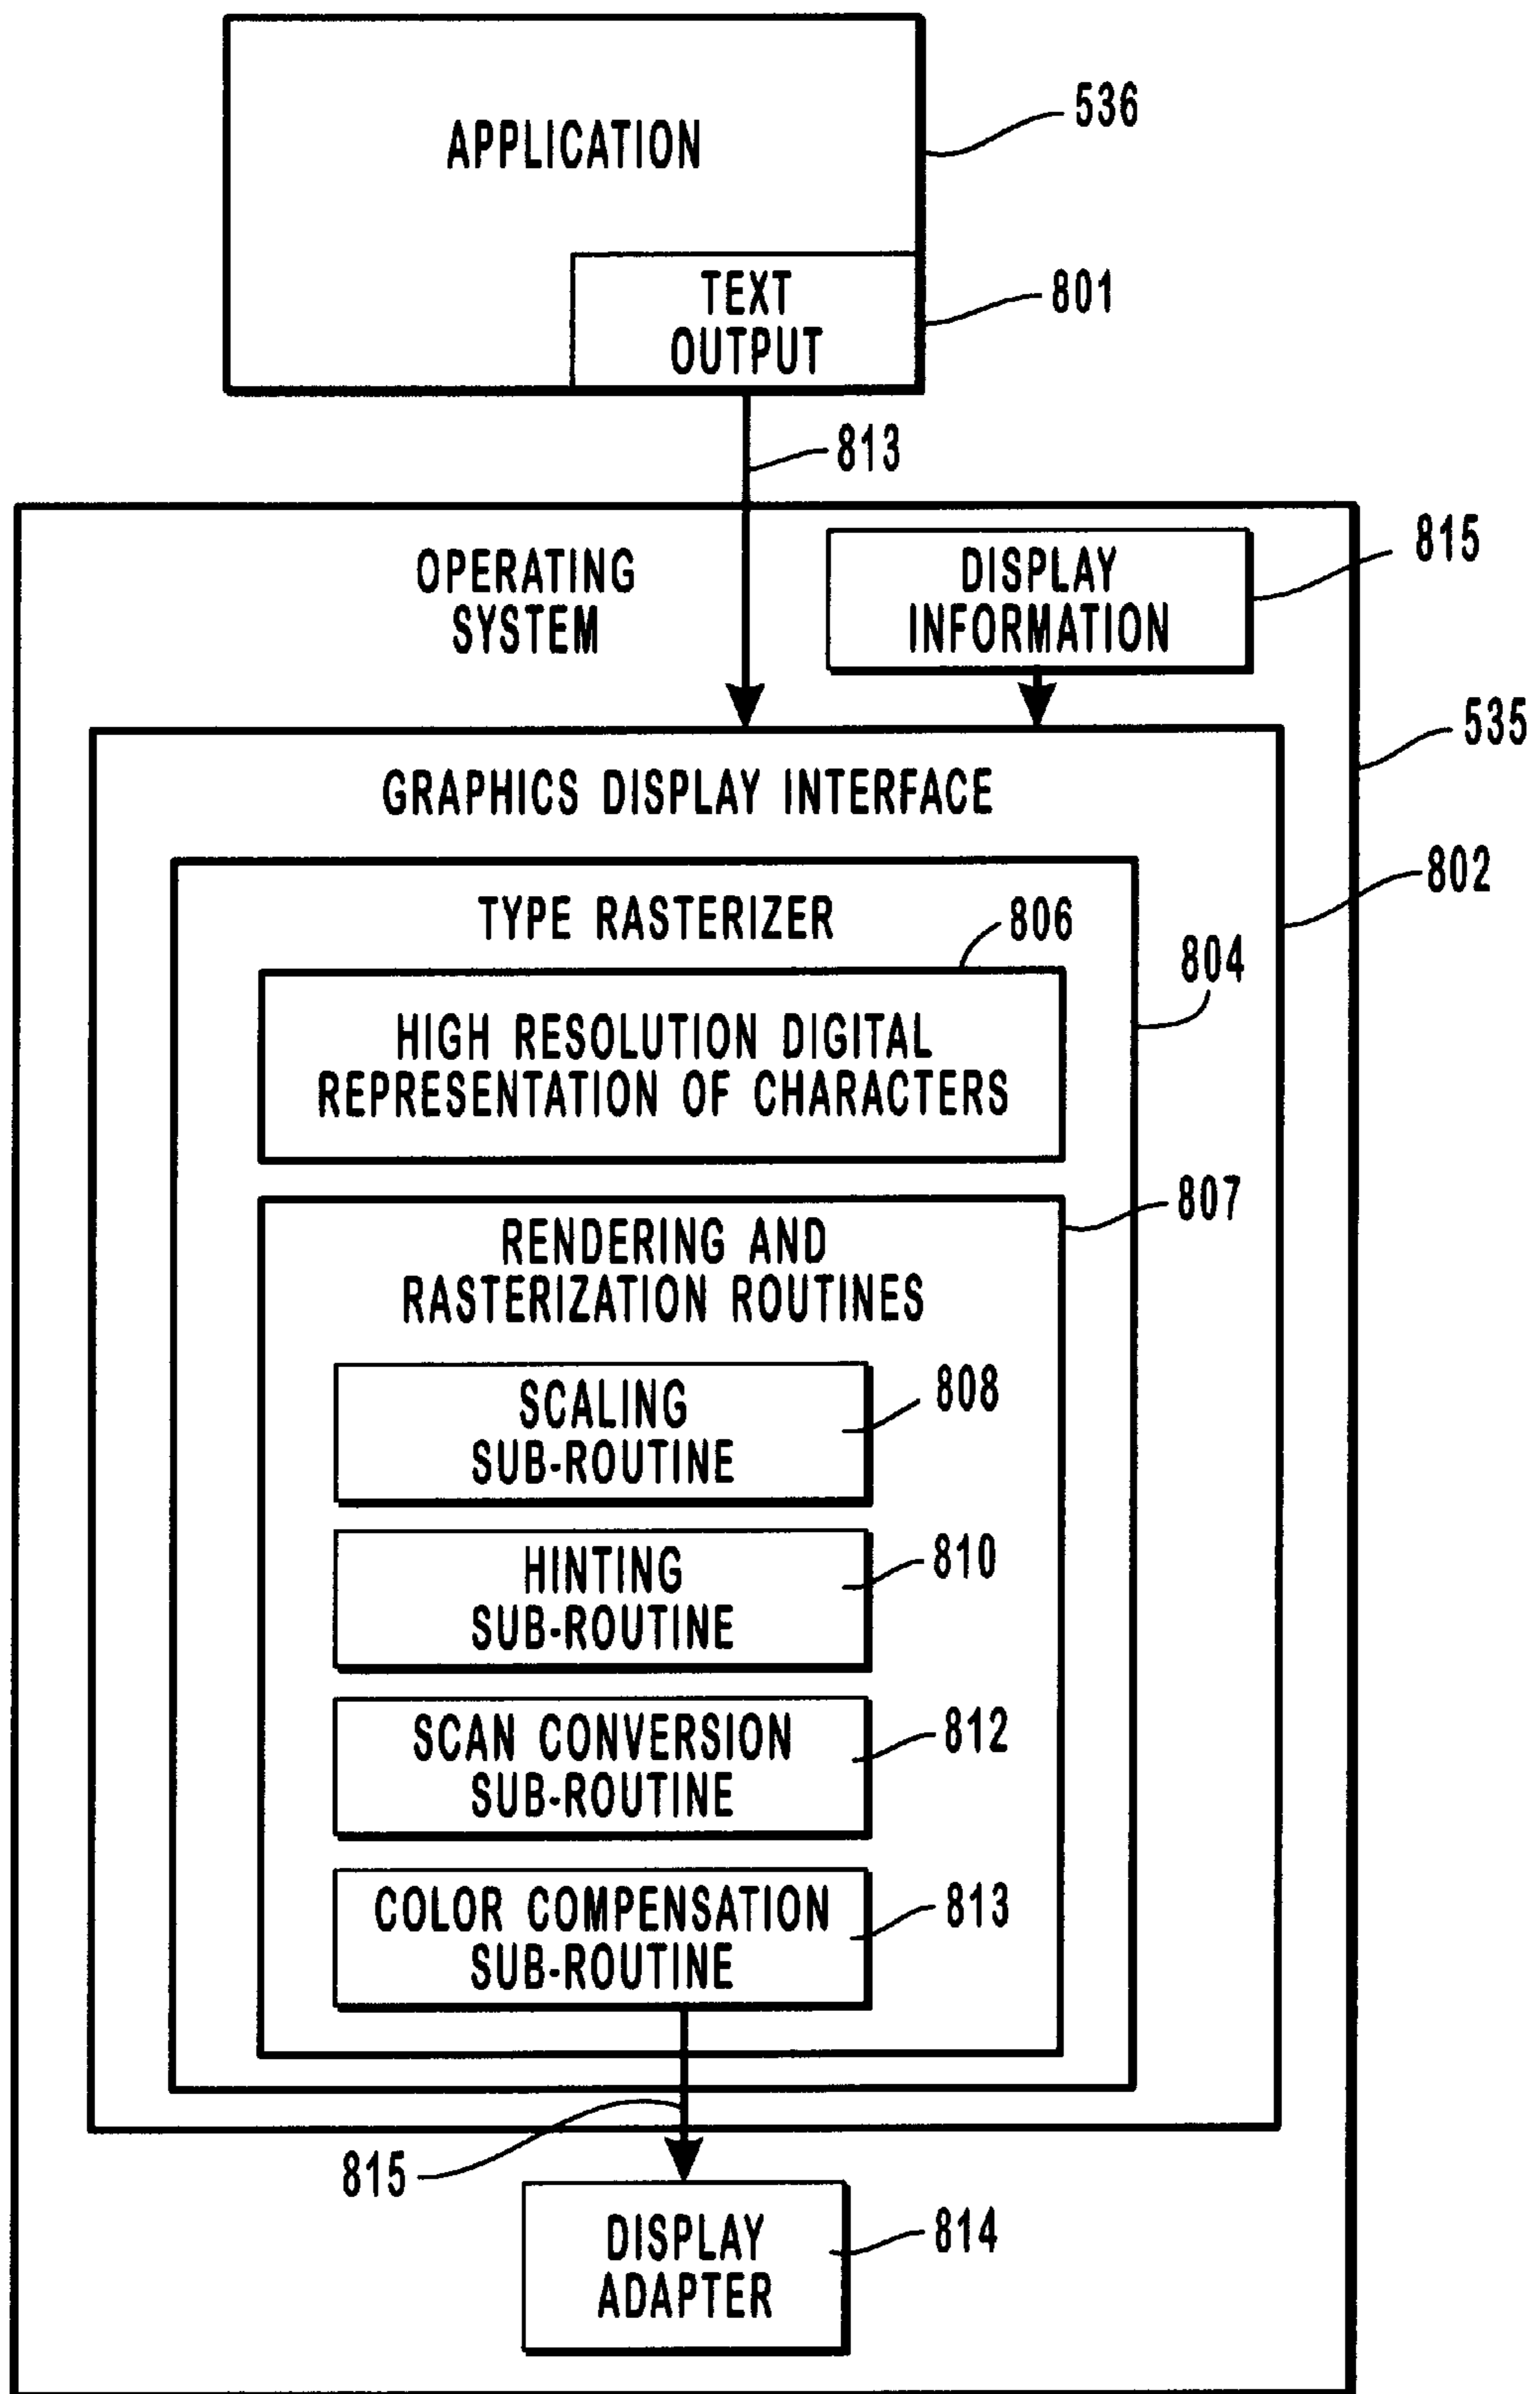 APPLICATION
536
TEXT
OUTPUT
801
813
OPERATING
SYSTEM
DISPLAY
INFORMATION
815
535
GRAPHICS DISPLAY INTERFACE
802
TYPE RASTERIZER
806
804
HIGH RESOLUTION DIGITAL
REPRESENTATION OF CHARACTERS
807
RENDERING AND
RASTERIZATION ROUTINES
SCALING
SUB-ROUTINE
808
HINTING
SUB-ROUTINE
810
SCAN CONVERSION
SUB-ROUTINE
812
COLOR COMPENSATION
SUB-ROUTINE
813
815
DISPLAY
ADAPTER
814